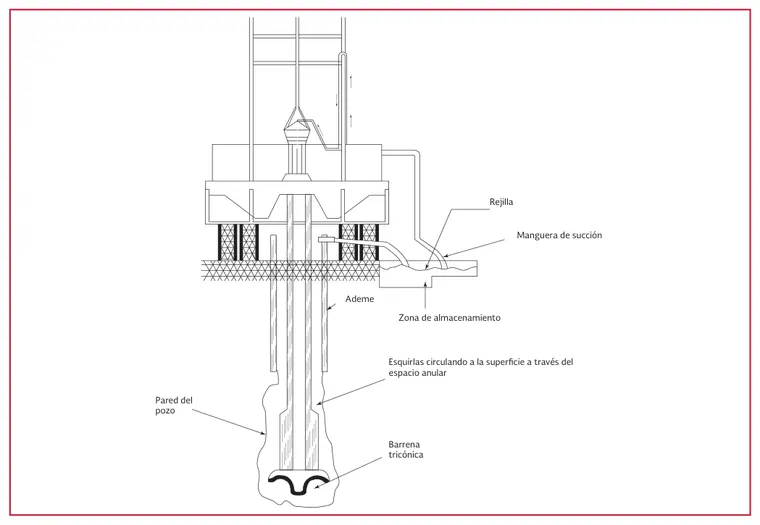 Rejilla
Manguera de succión
Ademe
Zona de almacenamiento
Esquirlas circulando a la superficie a través del
espacio anular
Pared del
pozo
Barrena
tricónica